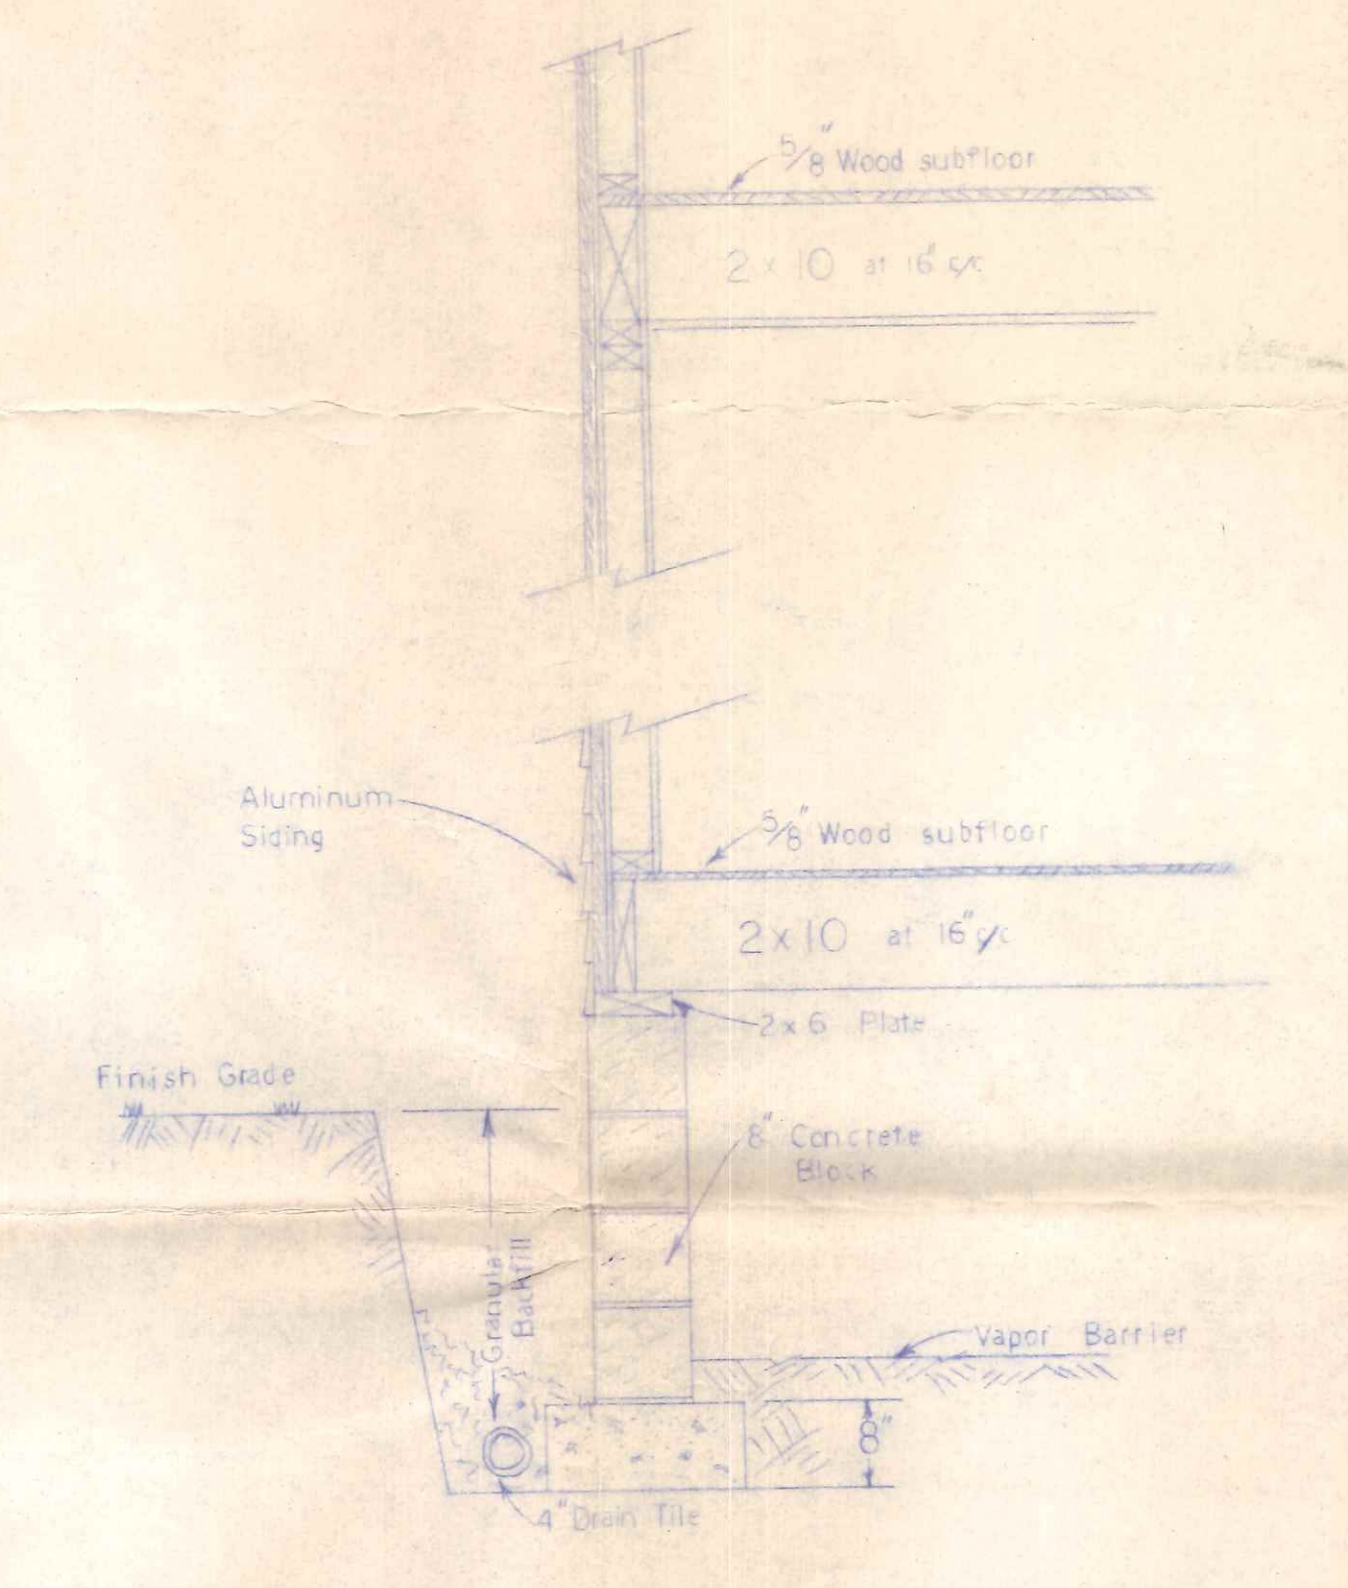 5/8" Wood subfloor
2 x 10 at 16" c/c
Aluminum
Siding
5/8" Wood subfloor
2 x 10 at 16" c/c
2 x 6 Plate
Finish Grade
8" Concrete
Block
Granular
Backfill
Vapor Barrier
8"
4" Drain Tile